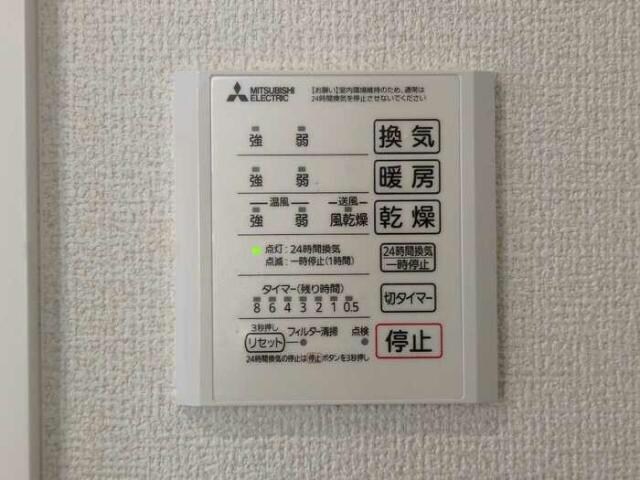 MITSUBISHI ELECTRIC
【お願い】室内環境維持のため、通常は
24時間換気を停止させないでください
強 弱 換気
強 弱 暖房
温風 送風
強 弱 風乾燥 乾燥
点灯:24時間換気
点滅:一時停止(1時間)
24時間換気
一時停止
タイマー(残り時間)
8 6 4 3 2 1 0.5
切タイマー
3秒押し
リセット フィルター清掃 点検
停止
24時間換気の停止は停止ボタンを3秒押し